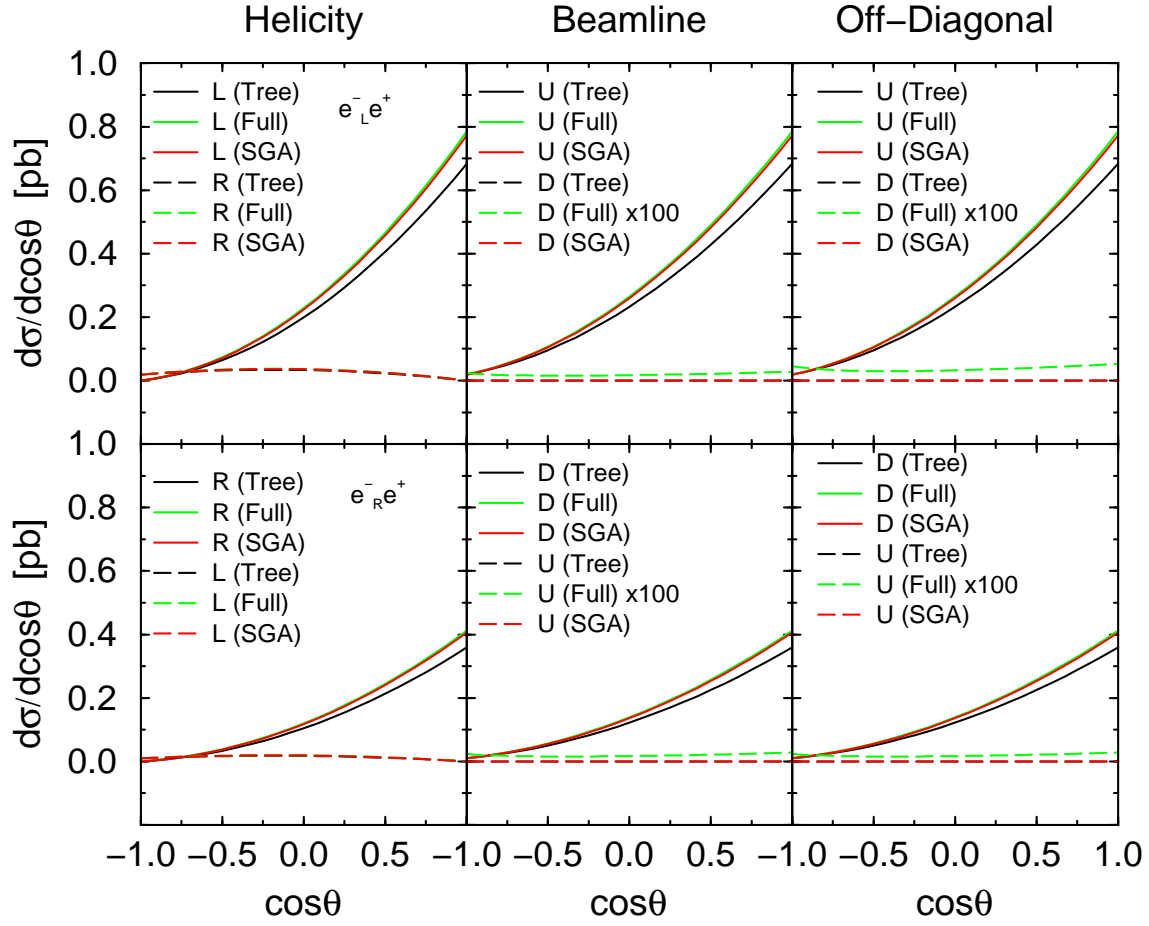 Helicity Beamline Off−Diagonal
1.0
0.8
0.6
0.4
0.2
0.0
dσ/dcosθ [pb]
L (Tree)
L (Full)
L (SGA)
R (Tree)
R (Full)
R (SGA)
e⁻Le⁺
U (Tree)
U (Full)
U (SGA)
D (Tree)
D (Full) x100
D (SGA)
U (Tree)
U (Full)
U (SGA)
D (Tree)
D (Full) x100
D (SGA)
1.0
0.8
0.6
0.4
0.2
0.0
dσ/dcosθ [pb]
R (Tree)
R (Full)
R (SGA)
L (Tree)
L (Full)
L (SGA)
e⁻Re⁺
D (Tree)
D (Full)
D (SGA)
U (Tree)
U (Full) x100
U (SGA)
D (Tree)
D (Full)
D (SGA)
U (Tree)
U (Full) x100
U (SGA)
−1.0 −0.5 0.0 0.5 −1.0 −0.5 0.0 0.5 −1.0 −0.5 0.0 0.5 1.0
cosθ cosθ cosθ